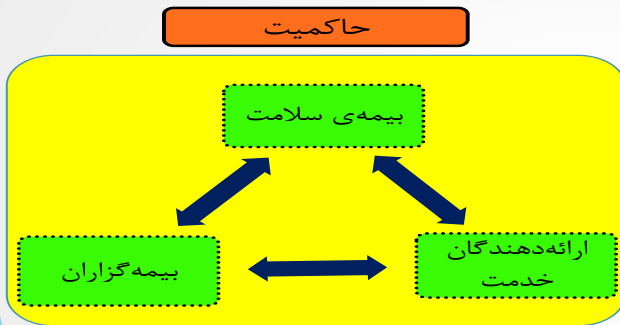 حاکمیت
بیمه‌ی سلامت
ارائه‌دهندگان
خدمت
بیمه‌گزاران